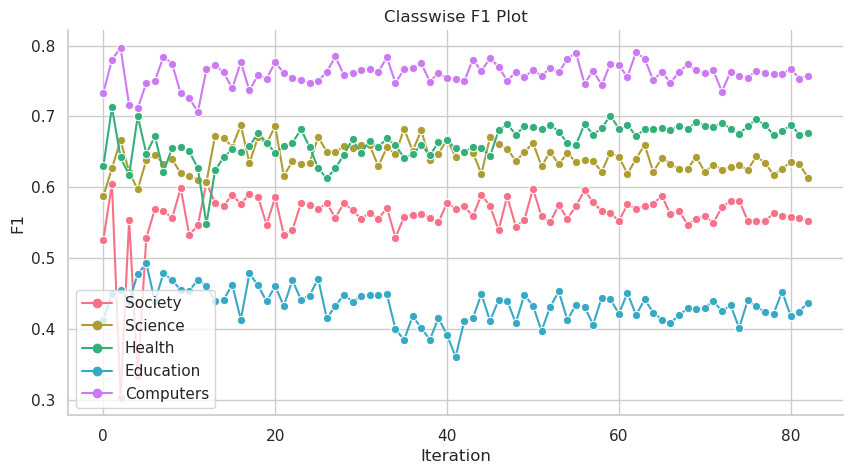 Classwise F1 Plot
F1
0.8
0.7
0.6
0.5
0.4
0.3
Society
Science
Health
Education
Computers
0 20 40 60 80
Iteration